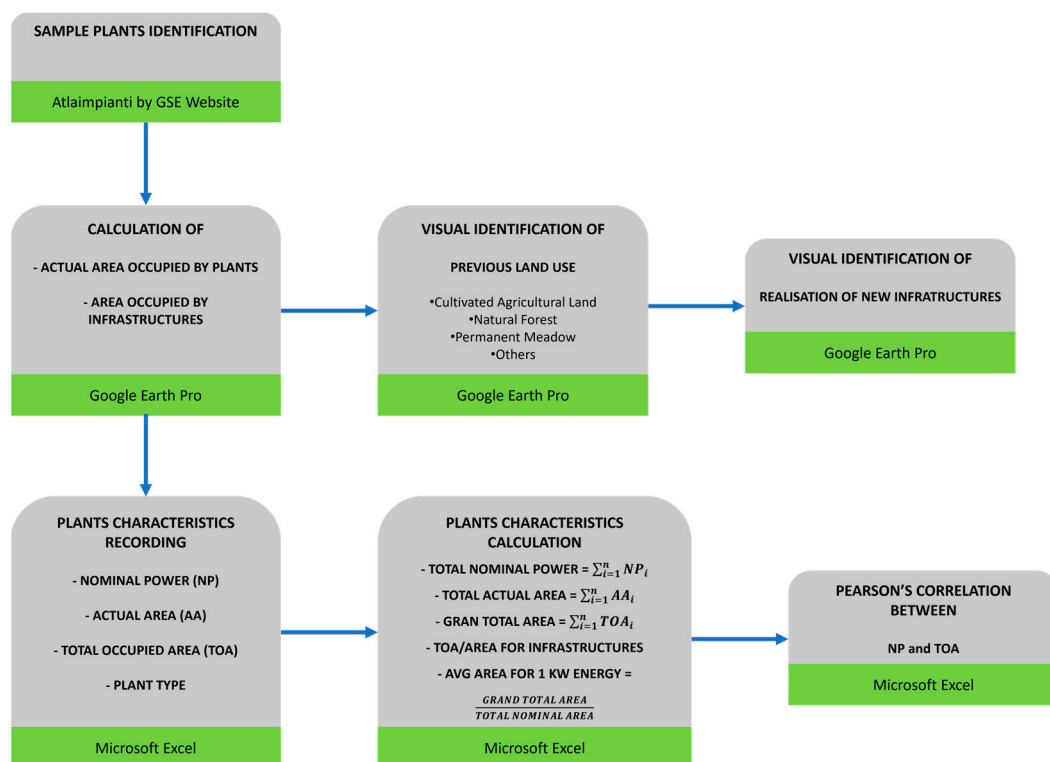 SAMPLE PLANTS IDENTIFICATION
Atlaimpianti by GSE Website
CALCULATION OF
- ACTUAL AREA OCCUPIED BY PLANTS
- AREA OCCUPIED BY
INFRASTRUCTURES
Google Earth Pro
VISUAL IDENTIFICATION OF
PREVIOUS LAND USE
•Cultivated Agricultural Land
•Natural Forest
•Permanent Meadow
•Others
Google Earth Pro
VISUAL IDENTIFICATION OF
REALISATION OF NEW INFRATRUCTURES
Google Earth Pro
PLANTS CHARACTERISTICS
RECORDING
- NOMINAL POWER (NP)
- ACTUAL AREA (AA)
- TOTAL OCCUPIED AREA (TOA)
- PLANT TYPE
Microsoft Excel
PLANTS CHARACTERISTICS
CALCULATION
- TOTAL NOMINAL POWER = ∑ⁿᵢ₌₁ NPᵢ
- TOTAL ACTUAL AREA = ∑ⁿᵢ₌₁ AAᵢ
- GRAN TOTAL AREA = ∑ⁿᵢ₌₁ TOAᵢ
- TOA/AREA FOR INFRASTRUCTURES
- AVG AREA FOR 1 KW ENERGY =
GRAND TOTAL AREA
TOTAL NOMINAL AREA
Microsoft Excel
PEARSON’S CORRELATION
BETWEEN
NP and TOA
Microsoft Excel